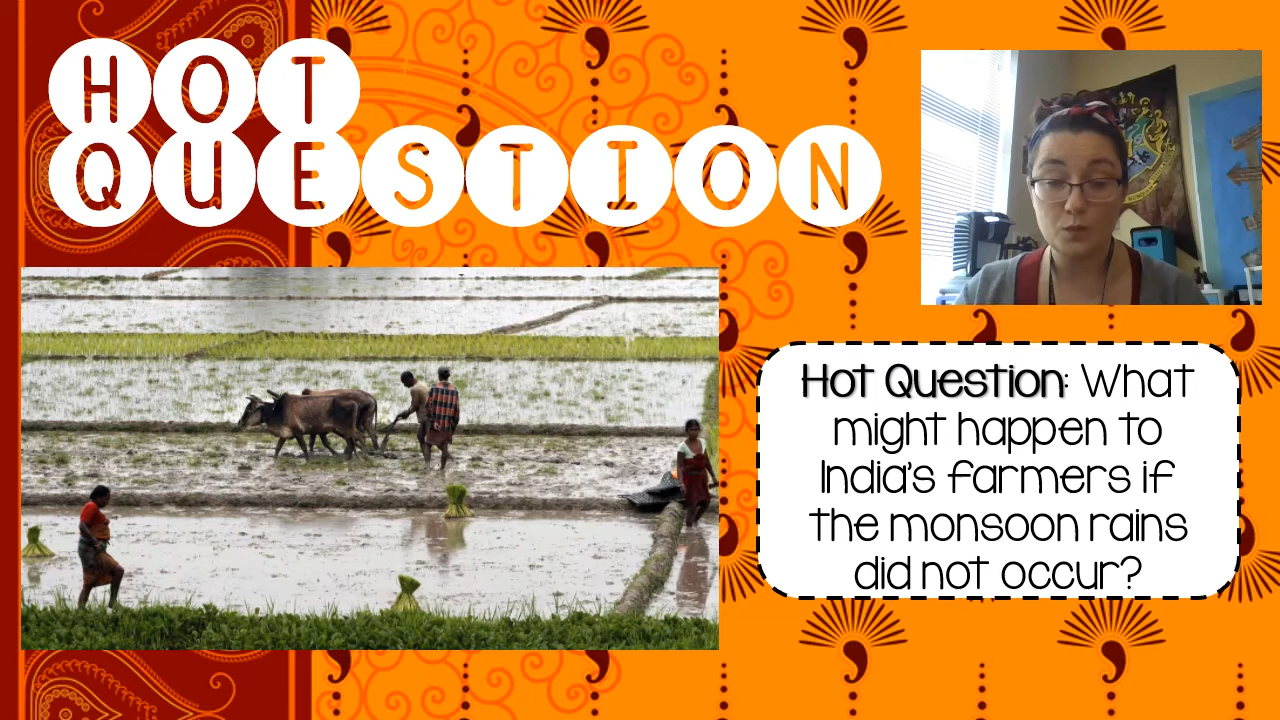 HOT
QUESTION
Hot Question: What
might happen to
India's farmers if
the monsoon rains
did not occur?